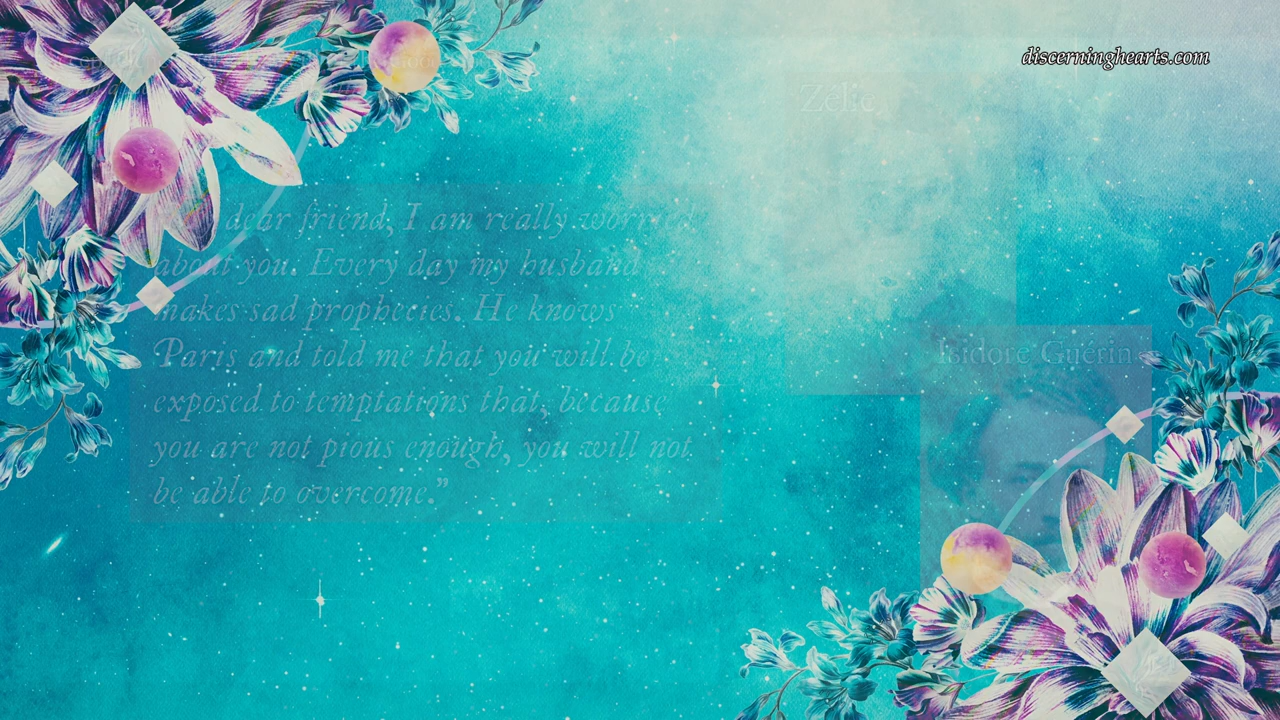 discerninghearts.com
Zélie
dear friend, I am really worried
about you. Every day my husband
makes sad prophecies. He knows
Paris and told me that you will be
exposed to temptations that, because
you are not pious enough, you will not
be able to overcome.”
Isidore Guérin